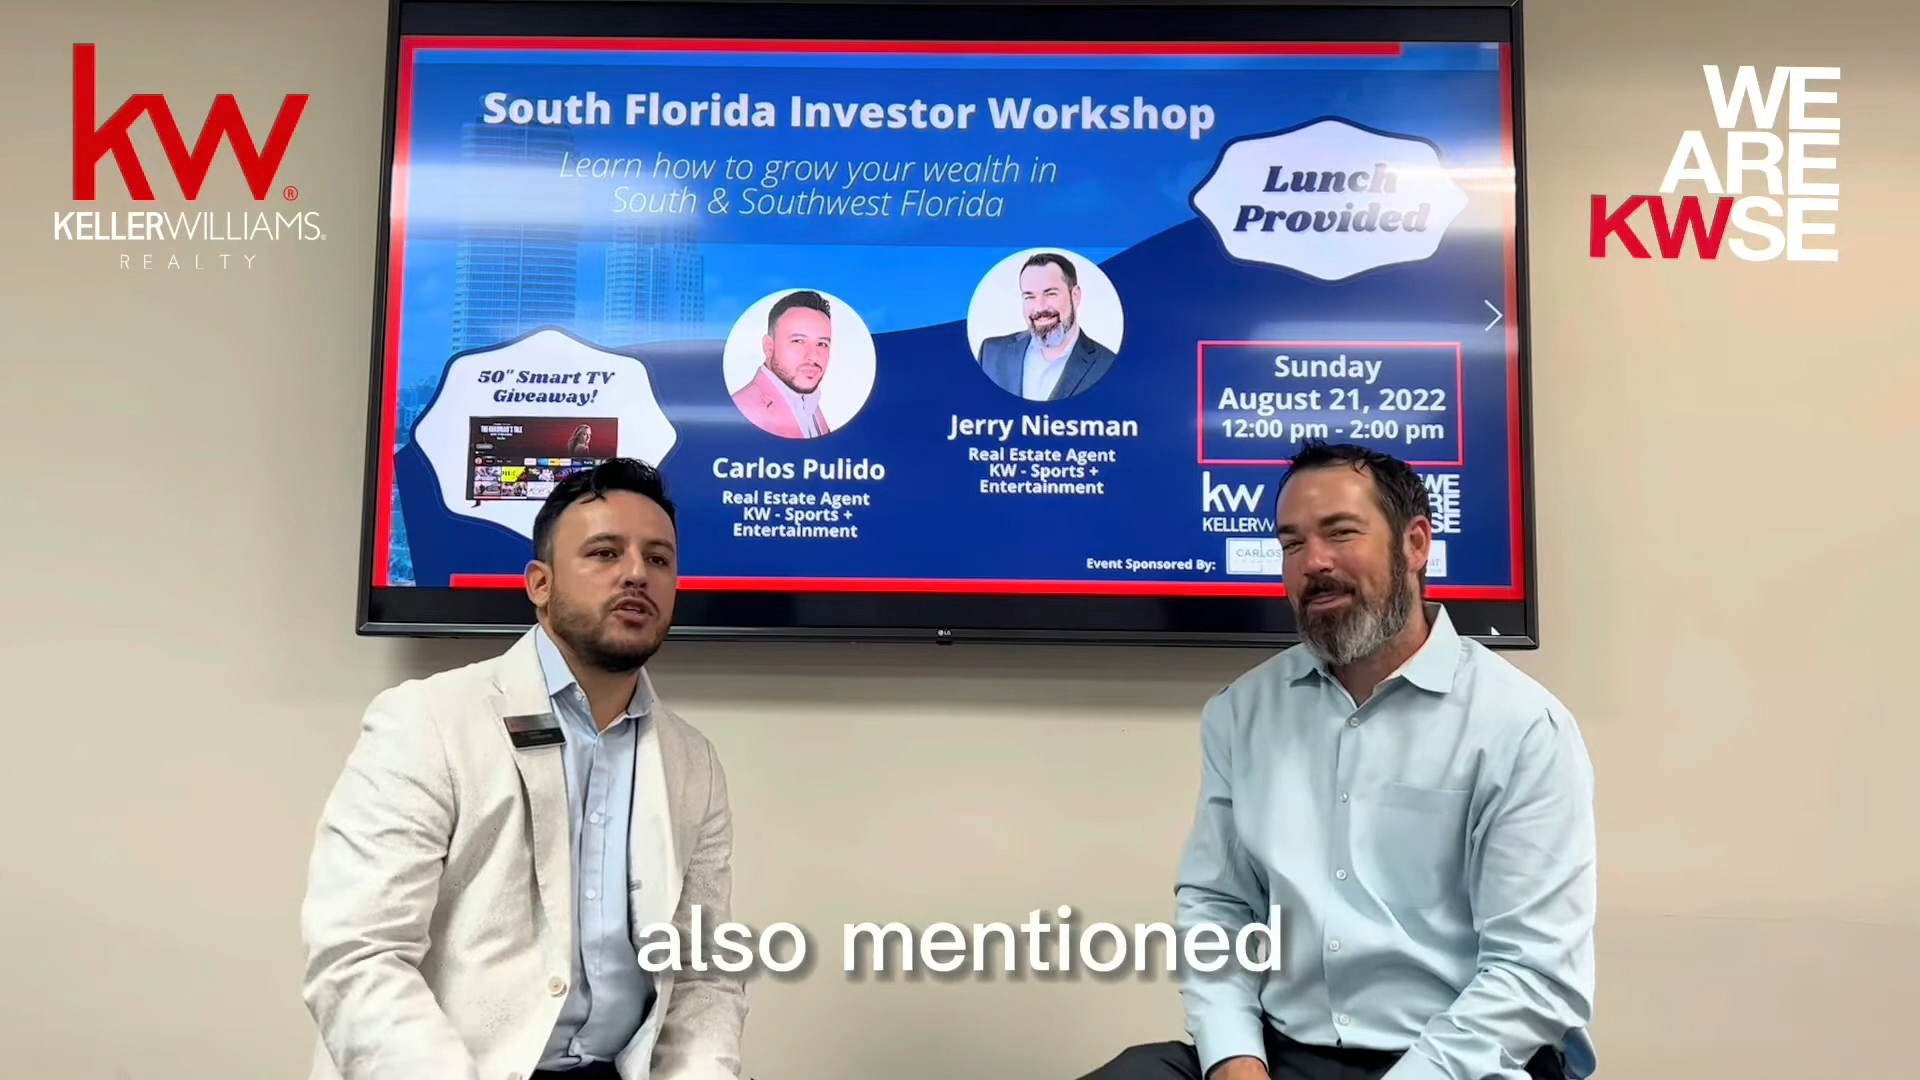 kw
®
KELLERWILLIAMS.
REALTY
WE
ARE
KWSE
South Florida Investor Workshop
Learn how to grow your wealth in
South & Southwest Florida
Lunch
Provided
50" Smart TV
Giveaway!
Carlos Pulido
Real Estate Agent
KW - Sports +
Entertainment
Jerry Niesman
Real Estate Agent
KW - Sports +
Entertainment
Sunday
August 21, 2022
12:00 pm - 2:00 pm
kw
Event Sponsored By:
CARLOS
LG
also mentioned